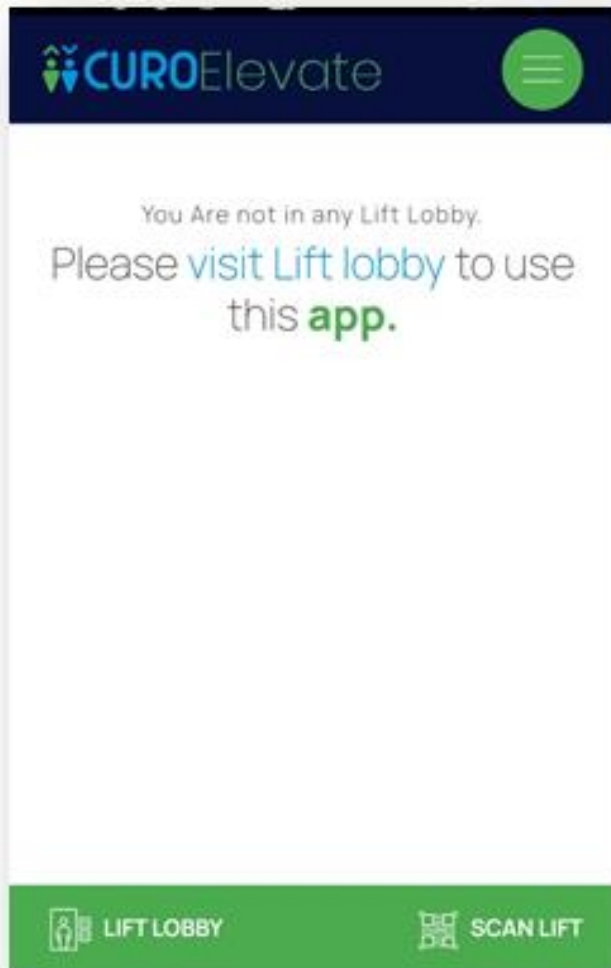 CUROElevate
You Are not in any Lift Lobby.
Please visit Lift lobby to use
this app.
LIFT LOBBY
SCAN LIFT